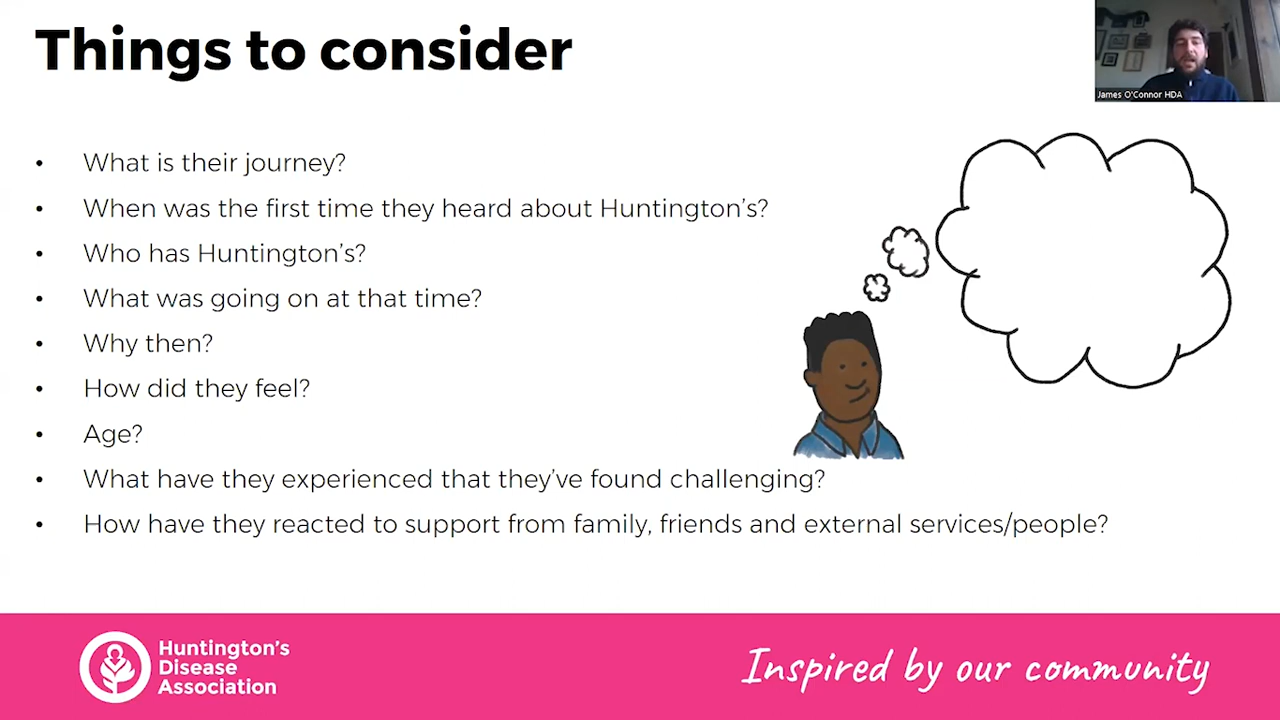 Things to consider
James O'Connor HDA
• What is their journey?
• When was the first time they heard about Huntington's?
• Who has Huntington's?
• What was going on at that time?
• Why then?
• How did they feel?
• Age?
• What have they experienced that they've found challenging?
• How have they reacted to support from family, friends and external services/people?
Huntington's
Disease
Association
Inspired by our community